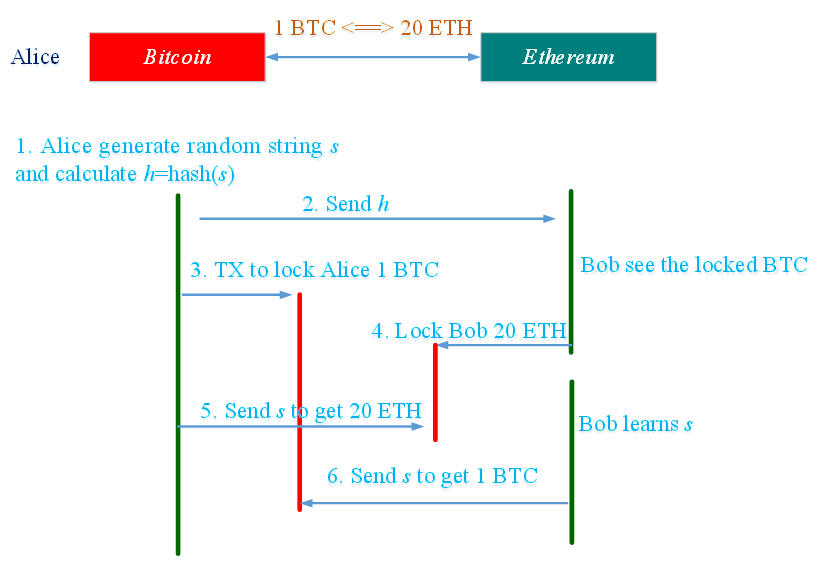 1 BTC <==> 20 ETH
Alice
Bitcoin
Ethereum
1. Alice generate random string s
and calculate h=hash(s)
2. Send h
Bob see the locked BTC
3. TX to lock Alice 1 BTC
4. Lock Bob 20 ETH
5. Send s to get 20 ETH
Bob learns s
6. Send s to get 1 BTC